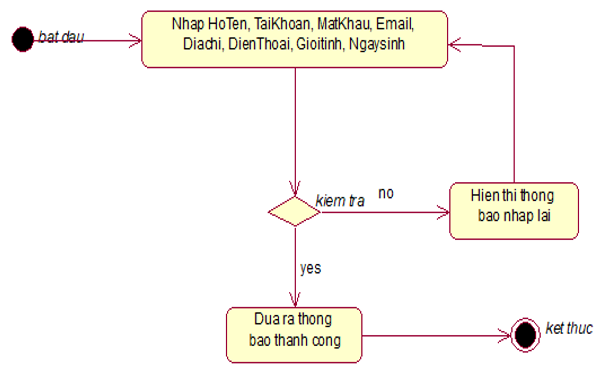 bat dau
Nhap HoTen, TaiKhoan, MatKhau, Email,
Diachi, DienThoai, Gioitinh, Ngaysinh
kiem tra
no
Hien thi thong
bao nhap lai
yes
Dua ra thong
bao thanh cong
ket thuc